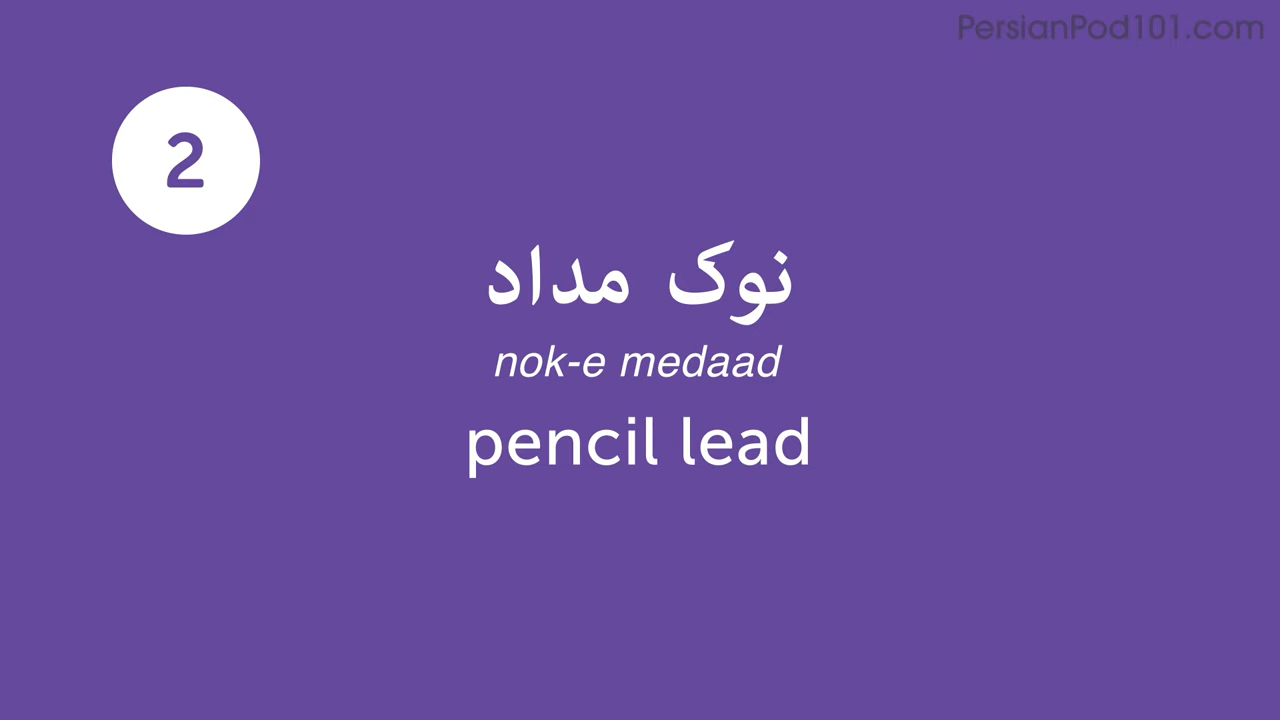 PersianPod101.com
2
نوک مداد
nok-e medaad
pencil lead